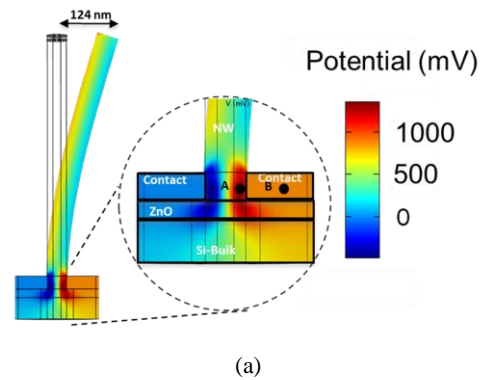 124 nm
Potential (mV)
1000
500
0
V (mV)
NW
Contact
A
B
Contact
ZnO
Si-Bulk
(a)